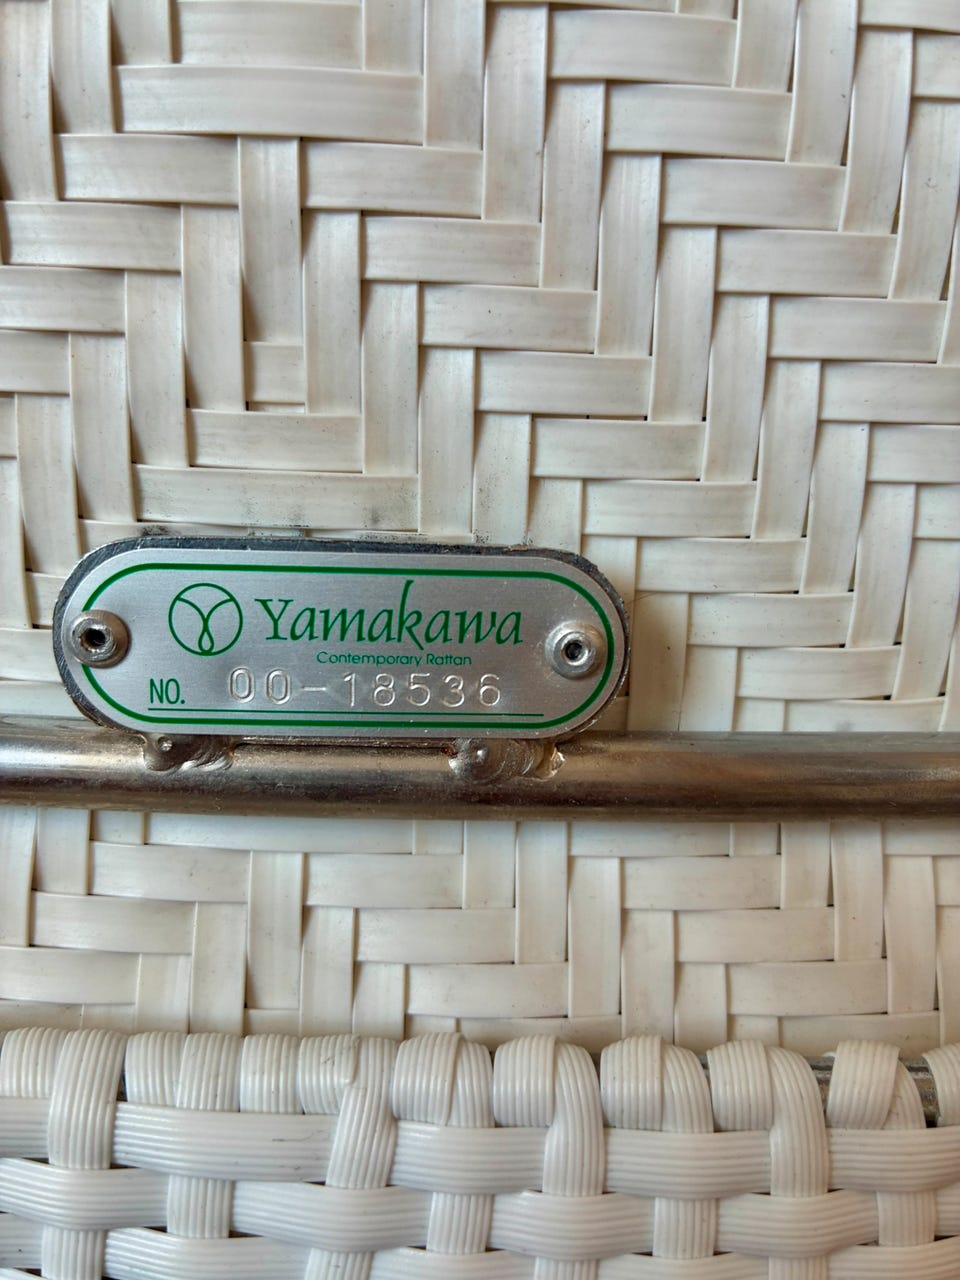 Yamakawa
Contemporary Rattan
NO. 00-18536